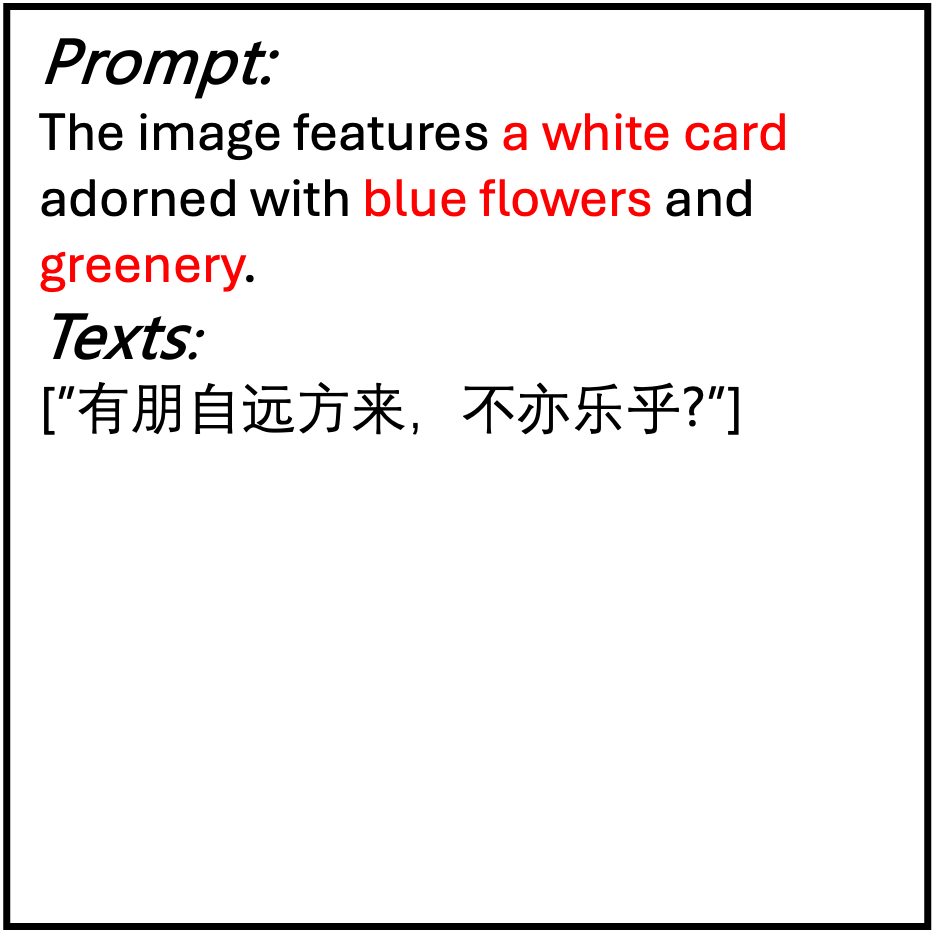 Prompt:
The image features a white card
adorned with blue flowers and
greenery.
Texts:
["有朋自远方来，不亦乐乎?"]